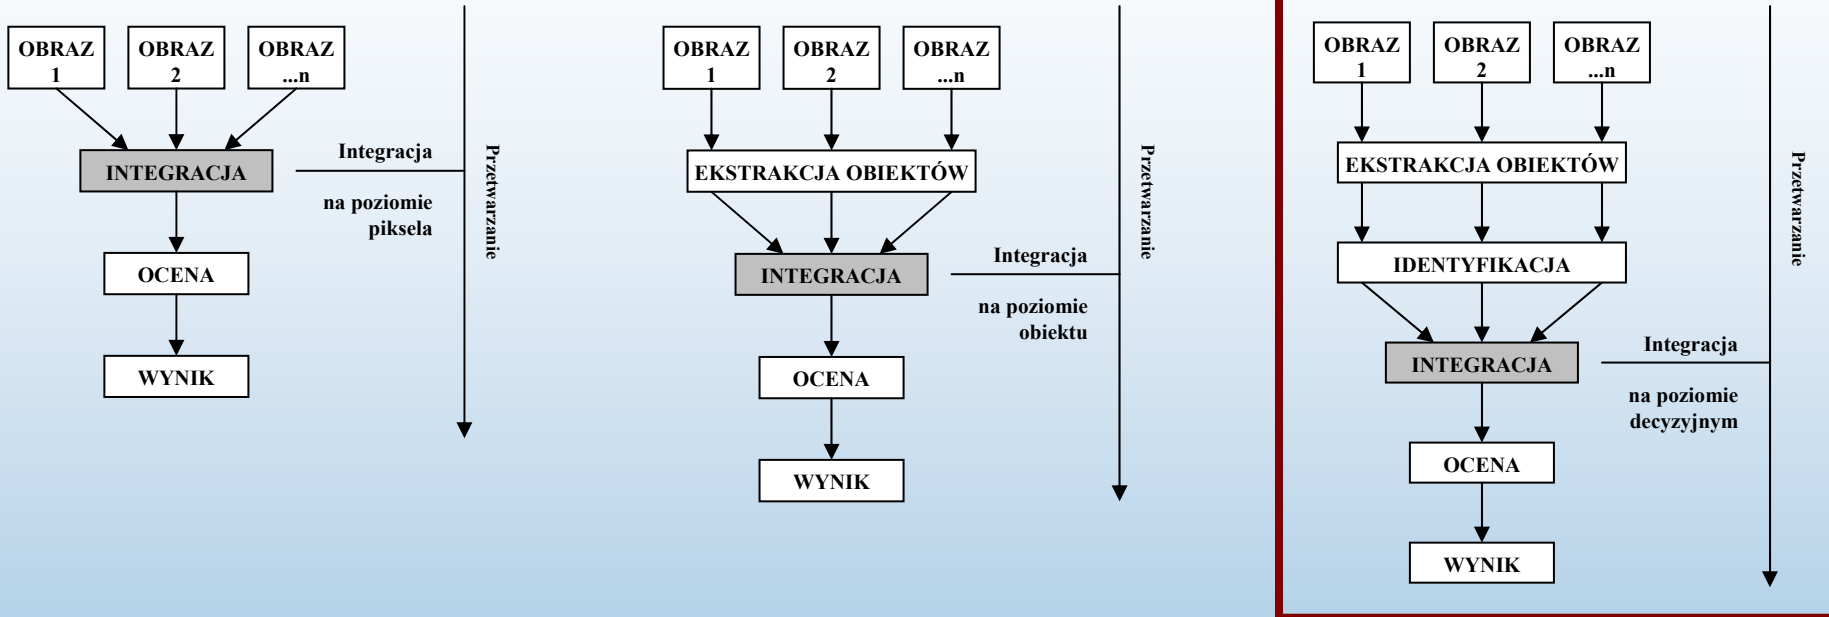 OBRAZ
1
OBRAZ
2
OBRAZ
...n
INTEGRACJA
Integracja
na poziomie
piksela
Przetwarzanie
OCENA
WYNIK
OBRAZ
1
OBRAZ
2
OBRAZ
...n
EKSTRAKCJA OBIEKTÓW
INTEGRACJA
Integracja
na poziomie
obiektu
Przetwarzanie
OCENA
WYNIK
OBRAZ
1
OBRAZ
2
OBRAZ
...n
EKSTRAKCJA OBIEKTÓW
IDENTYFIKACJA
INTEGRACJA
Integracja
na poziomie
decyzyjnym
Przetwarzanie
OCENA
WYNIK